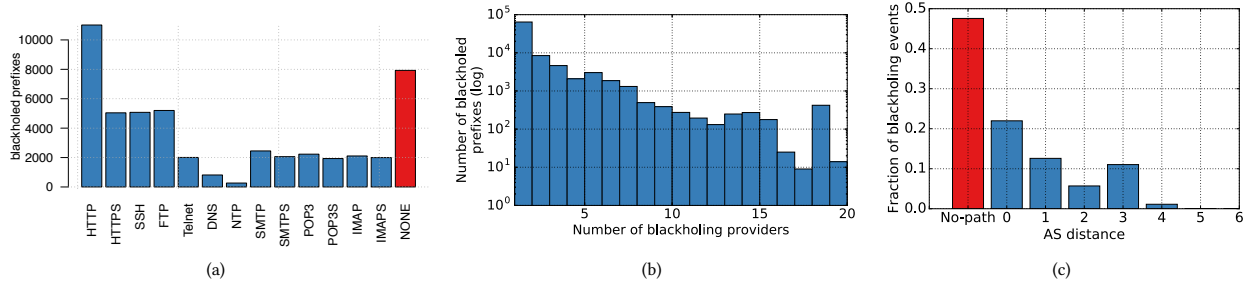 blackholed prefixes
10000
8000
6000
4000
2000
0
HTTP
HTTPS
SSH
FTP
Telnet
DNS
NTP
SMTP
SMTPS
POP3
POP3S
IMAP
IMAPS
NONE
(a)
Number of blackholed
prefixes (log)
10^5
10^4
10^3
10^2
10^1
10^0
5
10
15
20
Number of blackholing providers
(b)
Fraction of blackholing events
0.5
0.4
0.3
0.2
0.1
0.0
No-path 0 1 2 3 4 5 6
AS distance
(c)